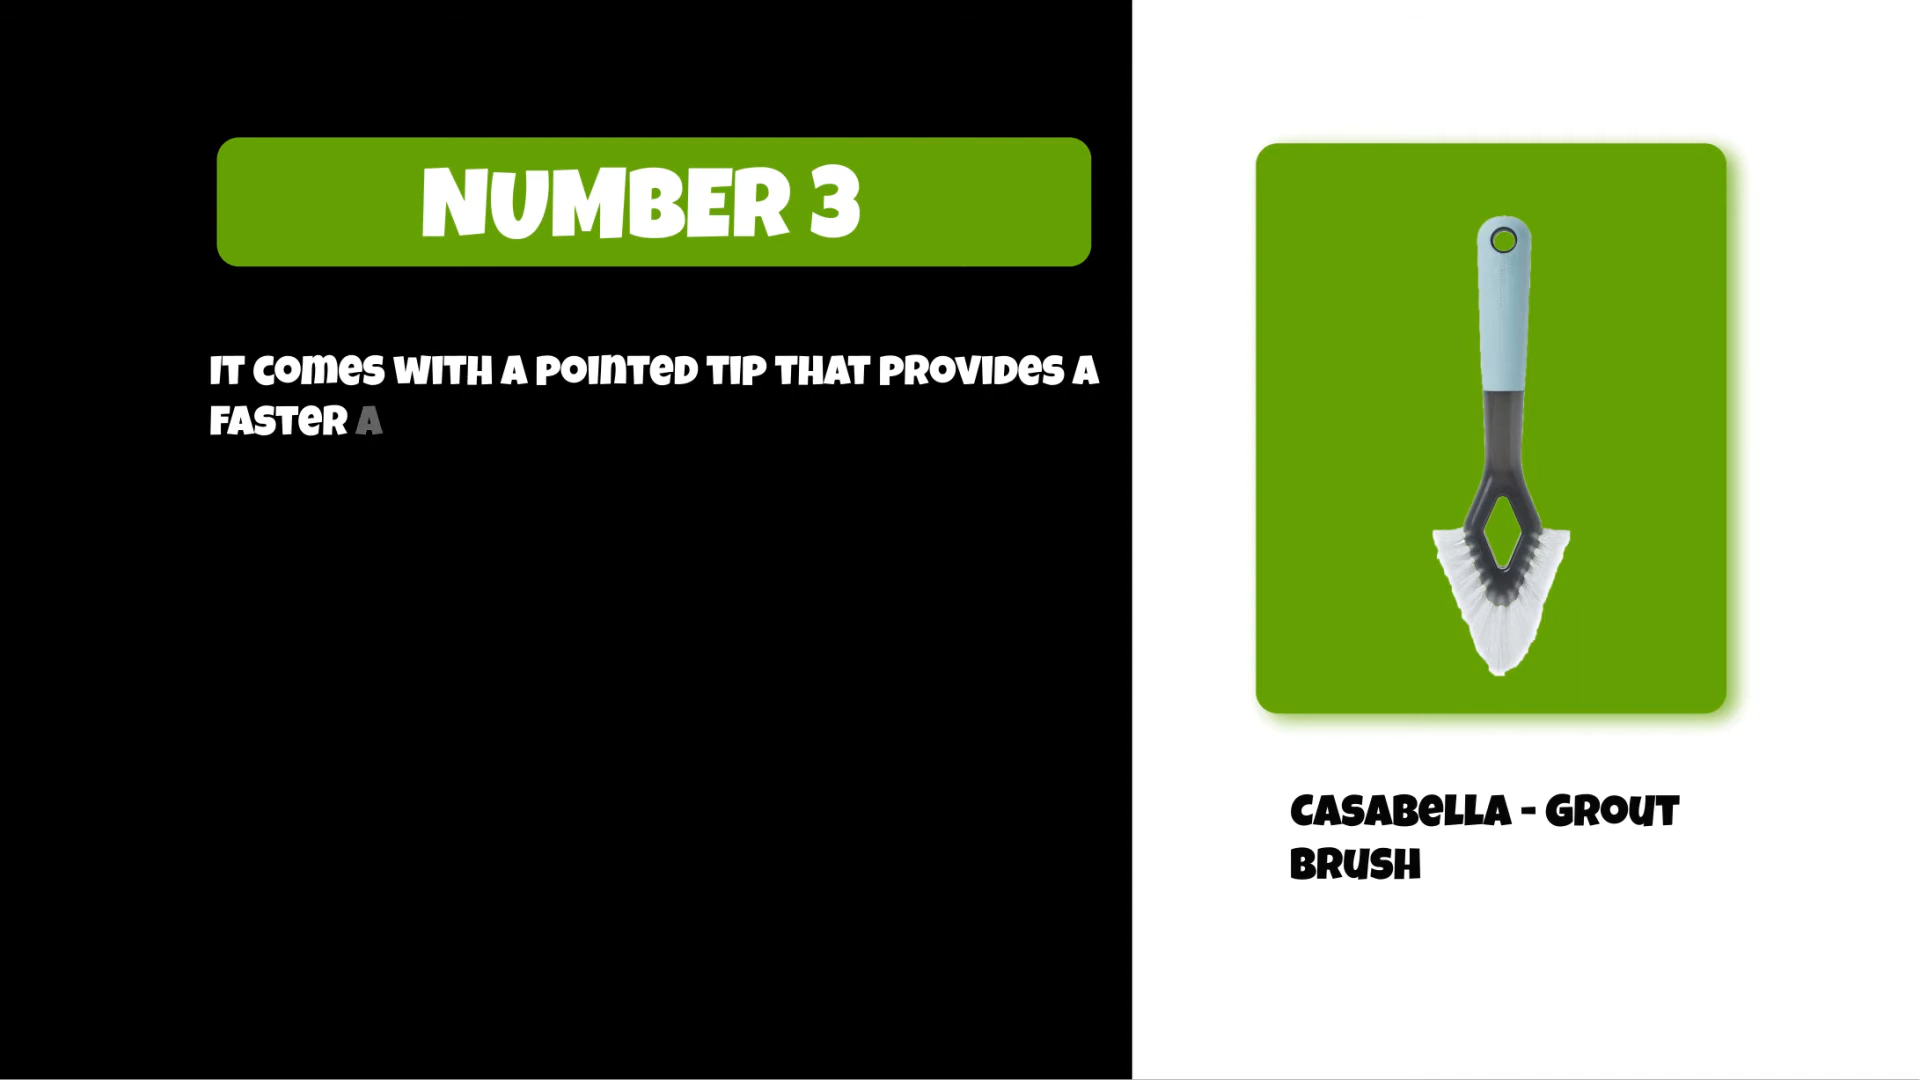 NUMBER 3
IT COMES WITH A POINTED TIP THAT PROVIDES A
FASTER A
CASABELLA - GROUT
BRUSH